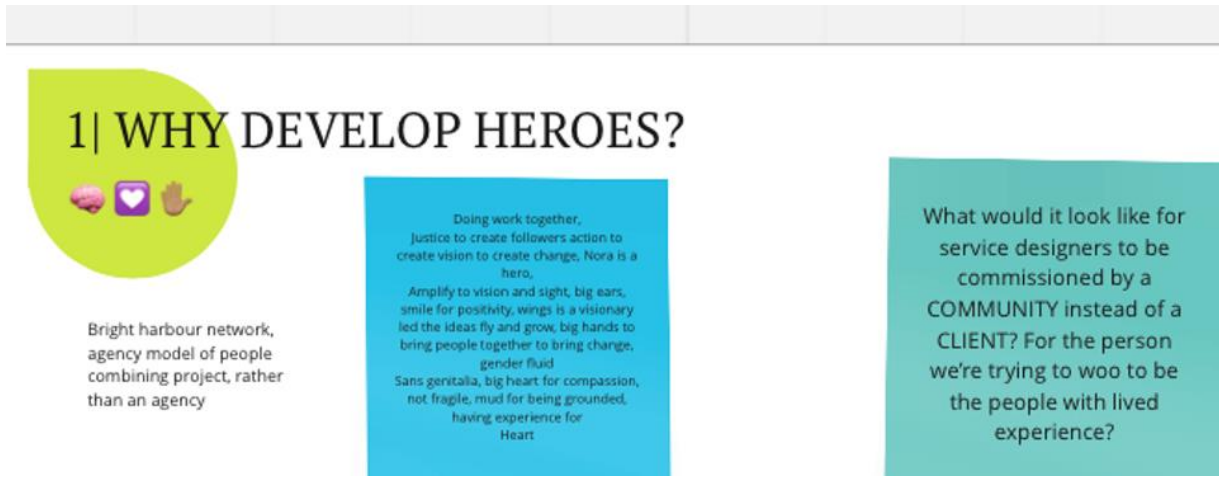 1| WHY DEVELOP HEROES?
Bright harbour network,
agency model of people
combining project, rather
than an agency
Doing work together,
Justice to create followers action to
create vision to create change, Nora is a
hero,
Amplify to vision and sight, big ears,
smile for positivity, wings is a visionary
led the ideas fly and grow, big hands to
bring people together to bring change,
gender fluid
Sans genitalia, big heart for compassion,
not fragile, mud for being grounded,
having experience for
Heart
What would it look like for
service designers to be
commissioned by a
COMMUNITY instead of a
CLIENT? For the person
we're trying to woo to be
the people with lived
experience?